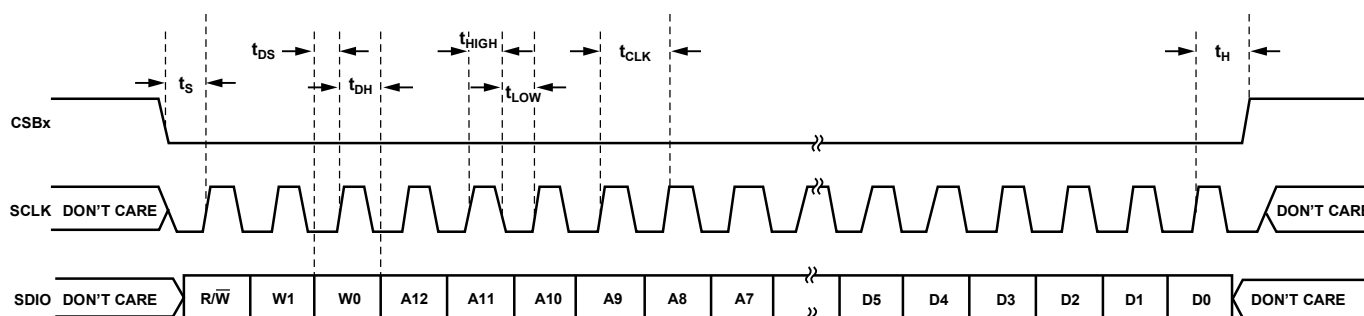 tDS
tHIGH
tCLK
tH
tS
tDH
tLOW
CSBx
SCLK DON'T CARE DON'T CARE
SDIO DON'T CARE R/W̅ W1 W0 A12 A11 A10 A9 A8 A7 D5 D4 D3 D2 D1 D0 DON'T CARE